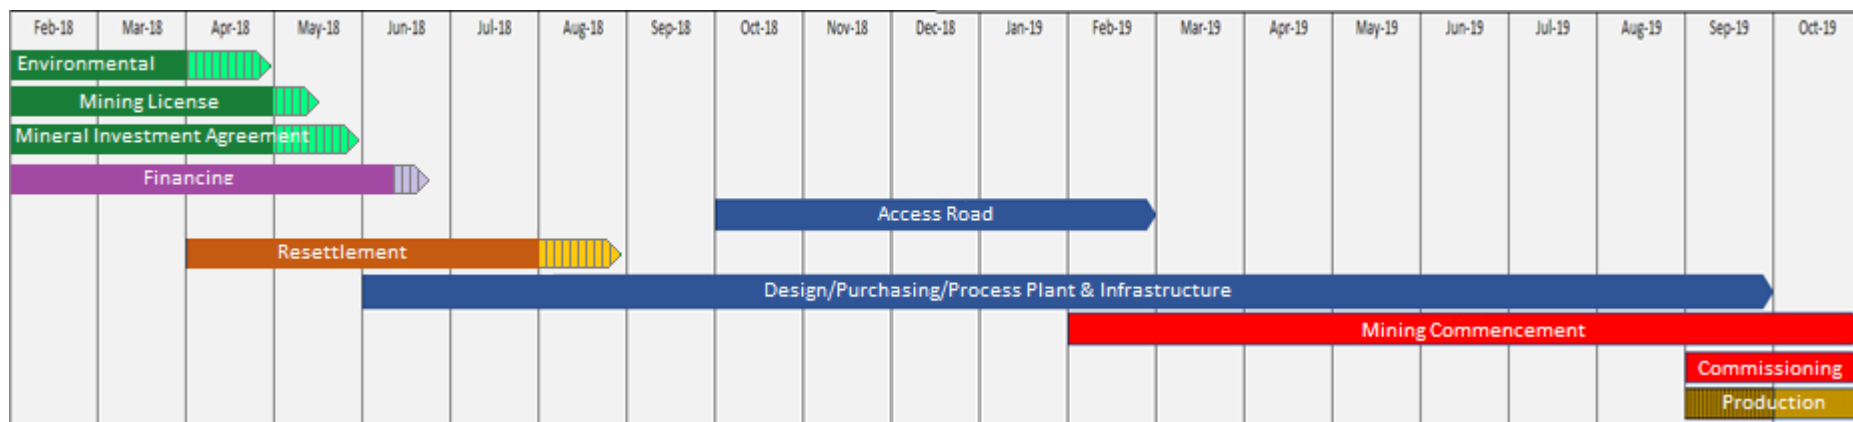 Feb-18 Mar-18 Apr-18 May-18 Jun-18 Jul-18 Aug-18 Sep-18 Oct-18 Nov-18 Dec-18 Jan-19 Feb-19 Mar-19 Apr-19 May-19 Jun-19 Jul-19 Aug-19 Sep-19 Oct-19
Environmental
Mining License
Mineral Investment Agreement
Financing
Access Road
Resettlement
Design/Purchasing/Process Plant & Infrastructure
Mining Commencement
Commissioning
Production